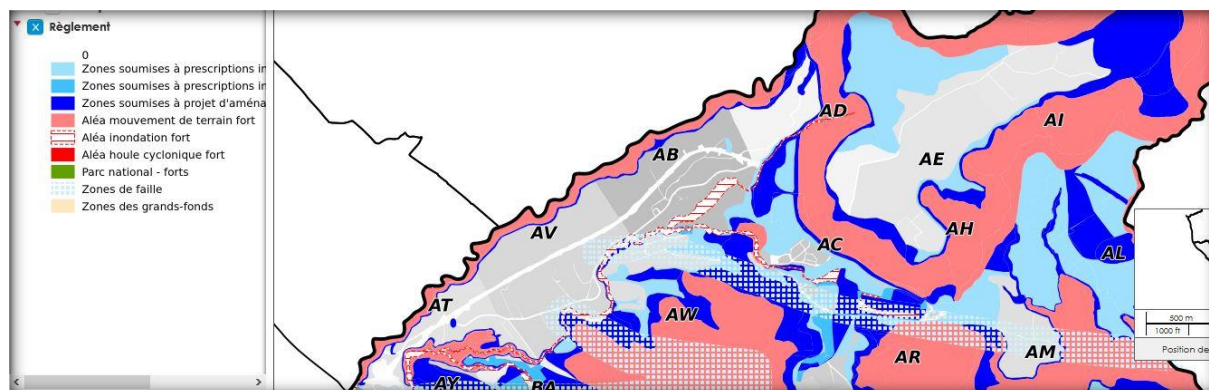 Règlement
0
Zones soumises à prescriptions in
Zones soumises à prescriptions in
Zones soumises à projet d'aména
Aléa mouvement de terrain fort
Aléa inondation fort
Aléa houle cyclonique fort
Parc national - forts
Zones de faille
Zones des grands-fonds
AD
AI
AB
AE
AV
AH
AC
AL
AT
AW
500 m
1000 ft
AR
AM
Position de
AY
BA